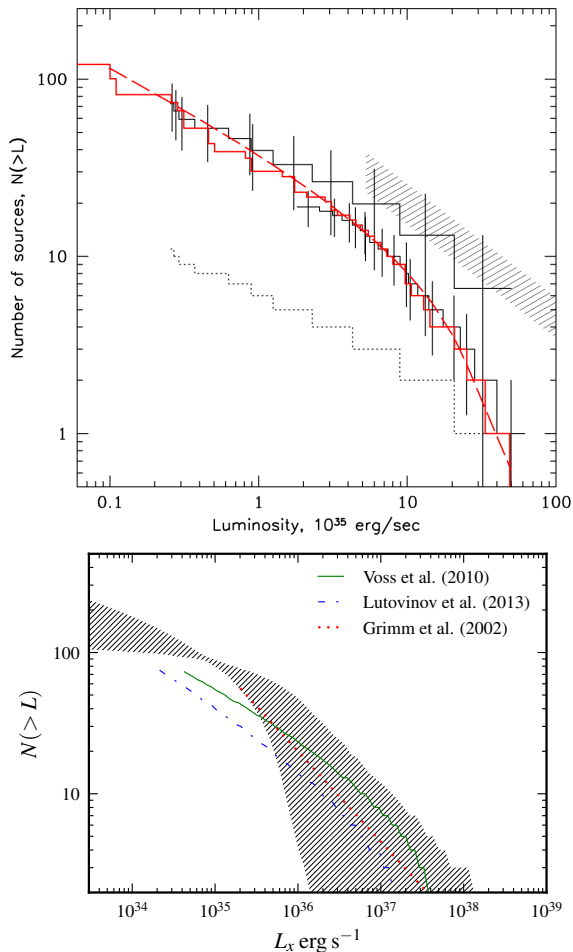 Number of sources, N(>L)
100
10
1
0.1
1
10
100
Luminosity, 10³⁵ erg/sec
Voss et al. (2010)
Lutovinov et al. (2013)
Grimm et al. (2002)
N(> L)
100
10
10³⁴
10³⁵
10³⁶
10³⁷
10³⁸
10³⁹
Lₓ erg s⁻¹